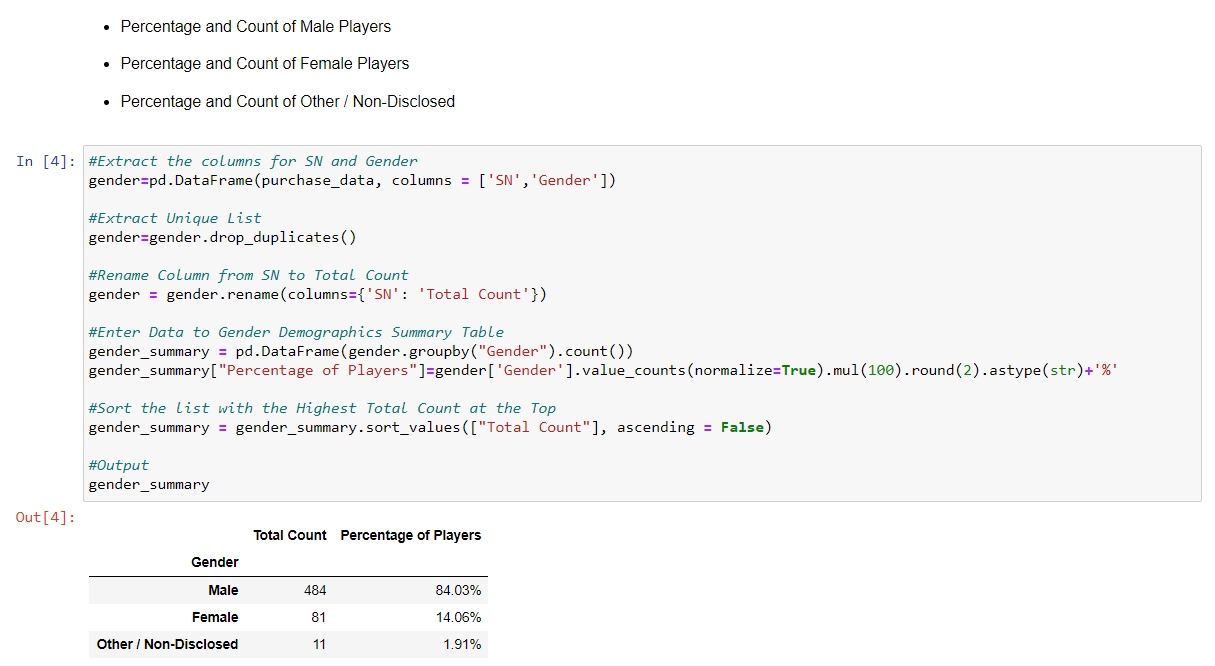 Percentage and Count of Male Players
Percentage and Count of Female Players
Percentage and Count of Other / Non-Disclosed
In [4]:
#Extract the columns for SN and Gender
gender=pd.DataFrame(purchase_data, columns = ['SN','Gender'])
#Extract Unique List
gender=gender.drop_duplicates()
#Rename Column from SN to Total Count
gender = gender.rename(columns={'SN': 'Total Count'})
#Enter Data to Gender Demographics Summary Table
gender_summary = pd.DataFrame(gender.groupby("Gender").count())
gender_summary["Percentage of Players"]=gender['Gender'].value_counts(normalize=True).mul(100).round(2).astype(str)+'%'
#Sort the list with the Highest Total Count at the Top
gender_summary = gender_summary.sort_values(["Total Count"], ascending = False)
#Output
gender_summary
Out[4]:
Total Count Percentage of Players
Gender
Male 484 84.03%
Female 81 14.06%
Other / Non-Disclosed 11 1.91%